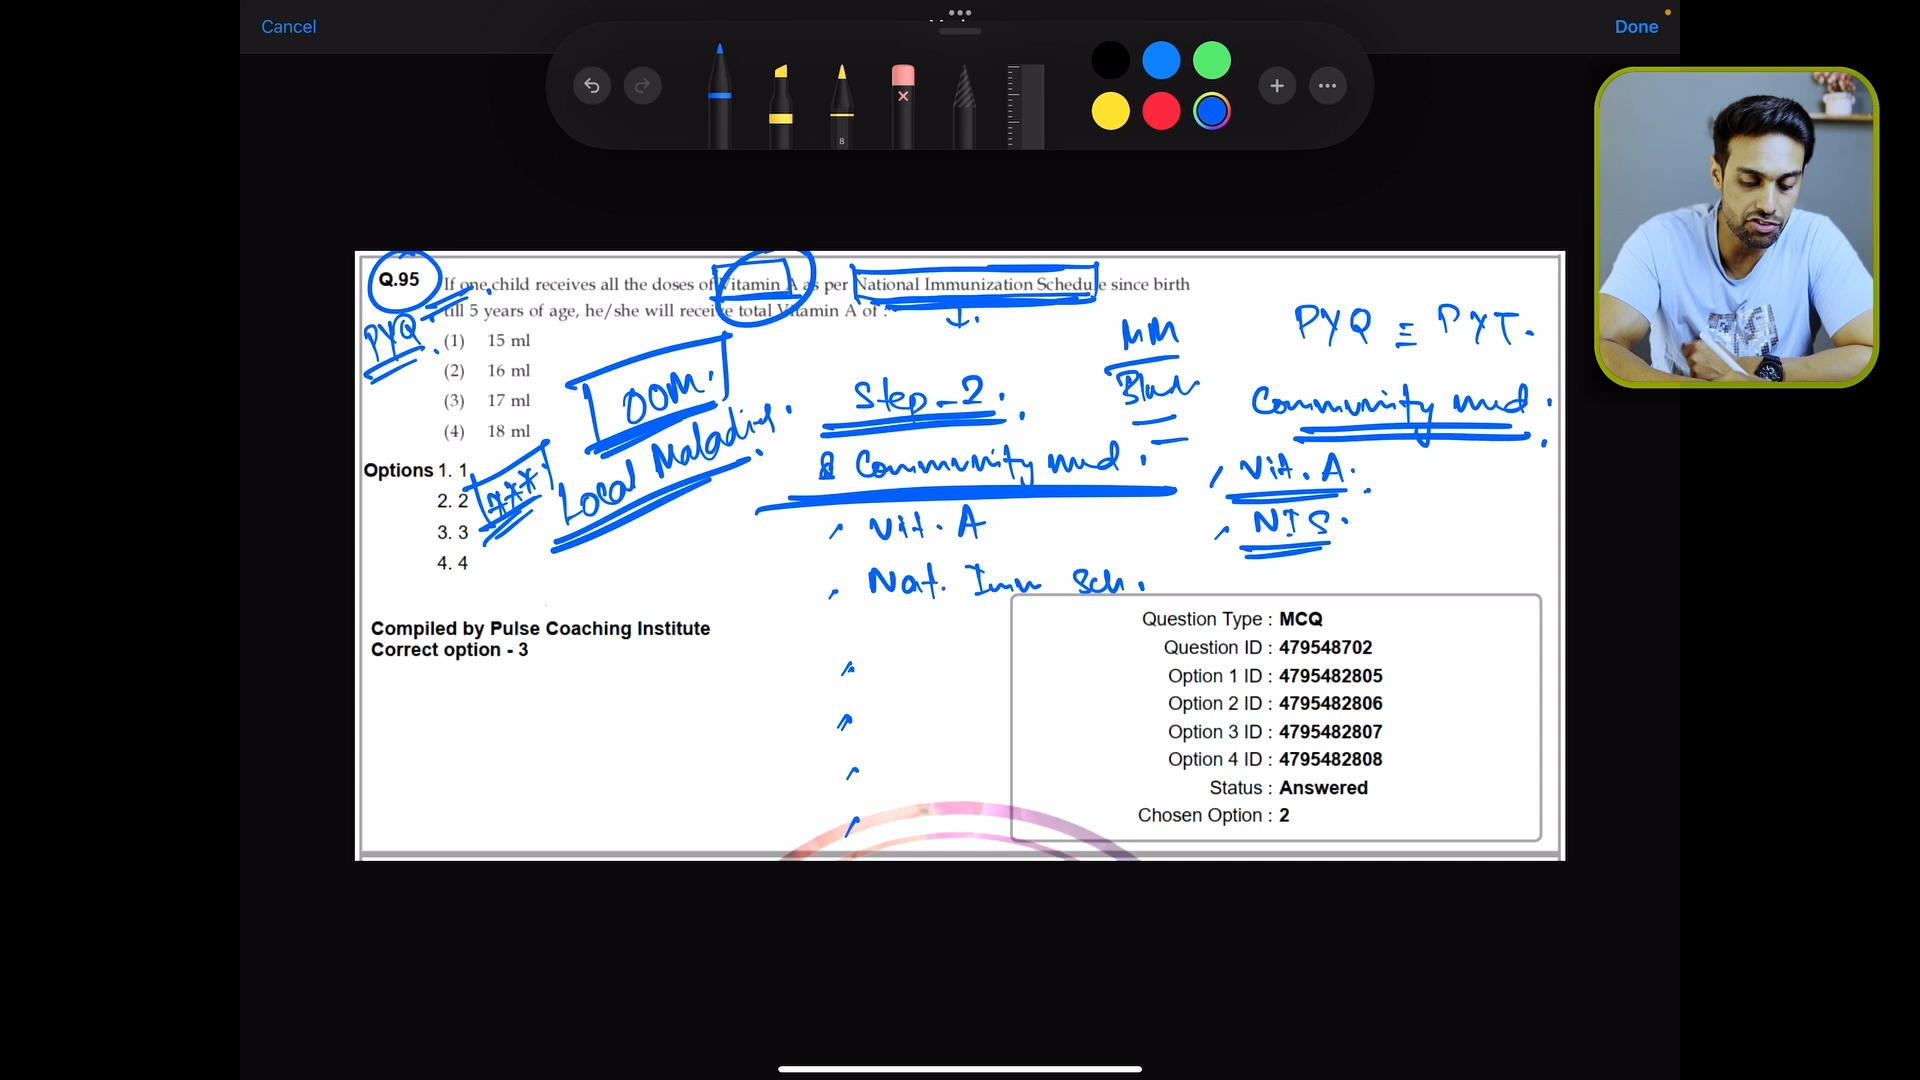 Cancel
Done
8
Q.95 If one child receives all the doses of Vitamin A as per National Immunization Schedule since birth
till 5 years of age, he/she will receive total Vitamin A of :
PYQ
(1) 15 ml
(2) 16 ml
(3) 17 ml
(4) 18 ml
OOM.
Local Maladies.
Step-2.
MM
PYQ ≡ PYT.
Community med.
Community med.
Vit. A.
NIS.
Vit. A
Nat. Imm Sch.
Options 1. 1
2. 2
3. 3
4. 4
***
Compiled by Pulse Coaching Institute
Correct option - 3
Question Type : MCQ
Question ID : 479548702
Option 1 ID : 4795482805
Option 2 ID : 4795482806
Option 3 ID : 4795482807
Option 4 ID : 4795482808
Status : Answered
Chosen Option : 2